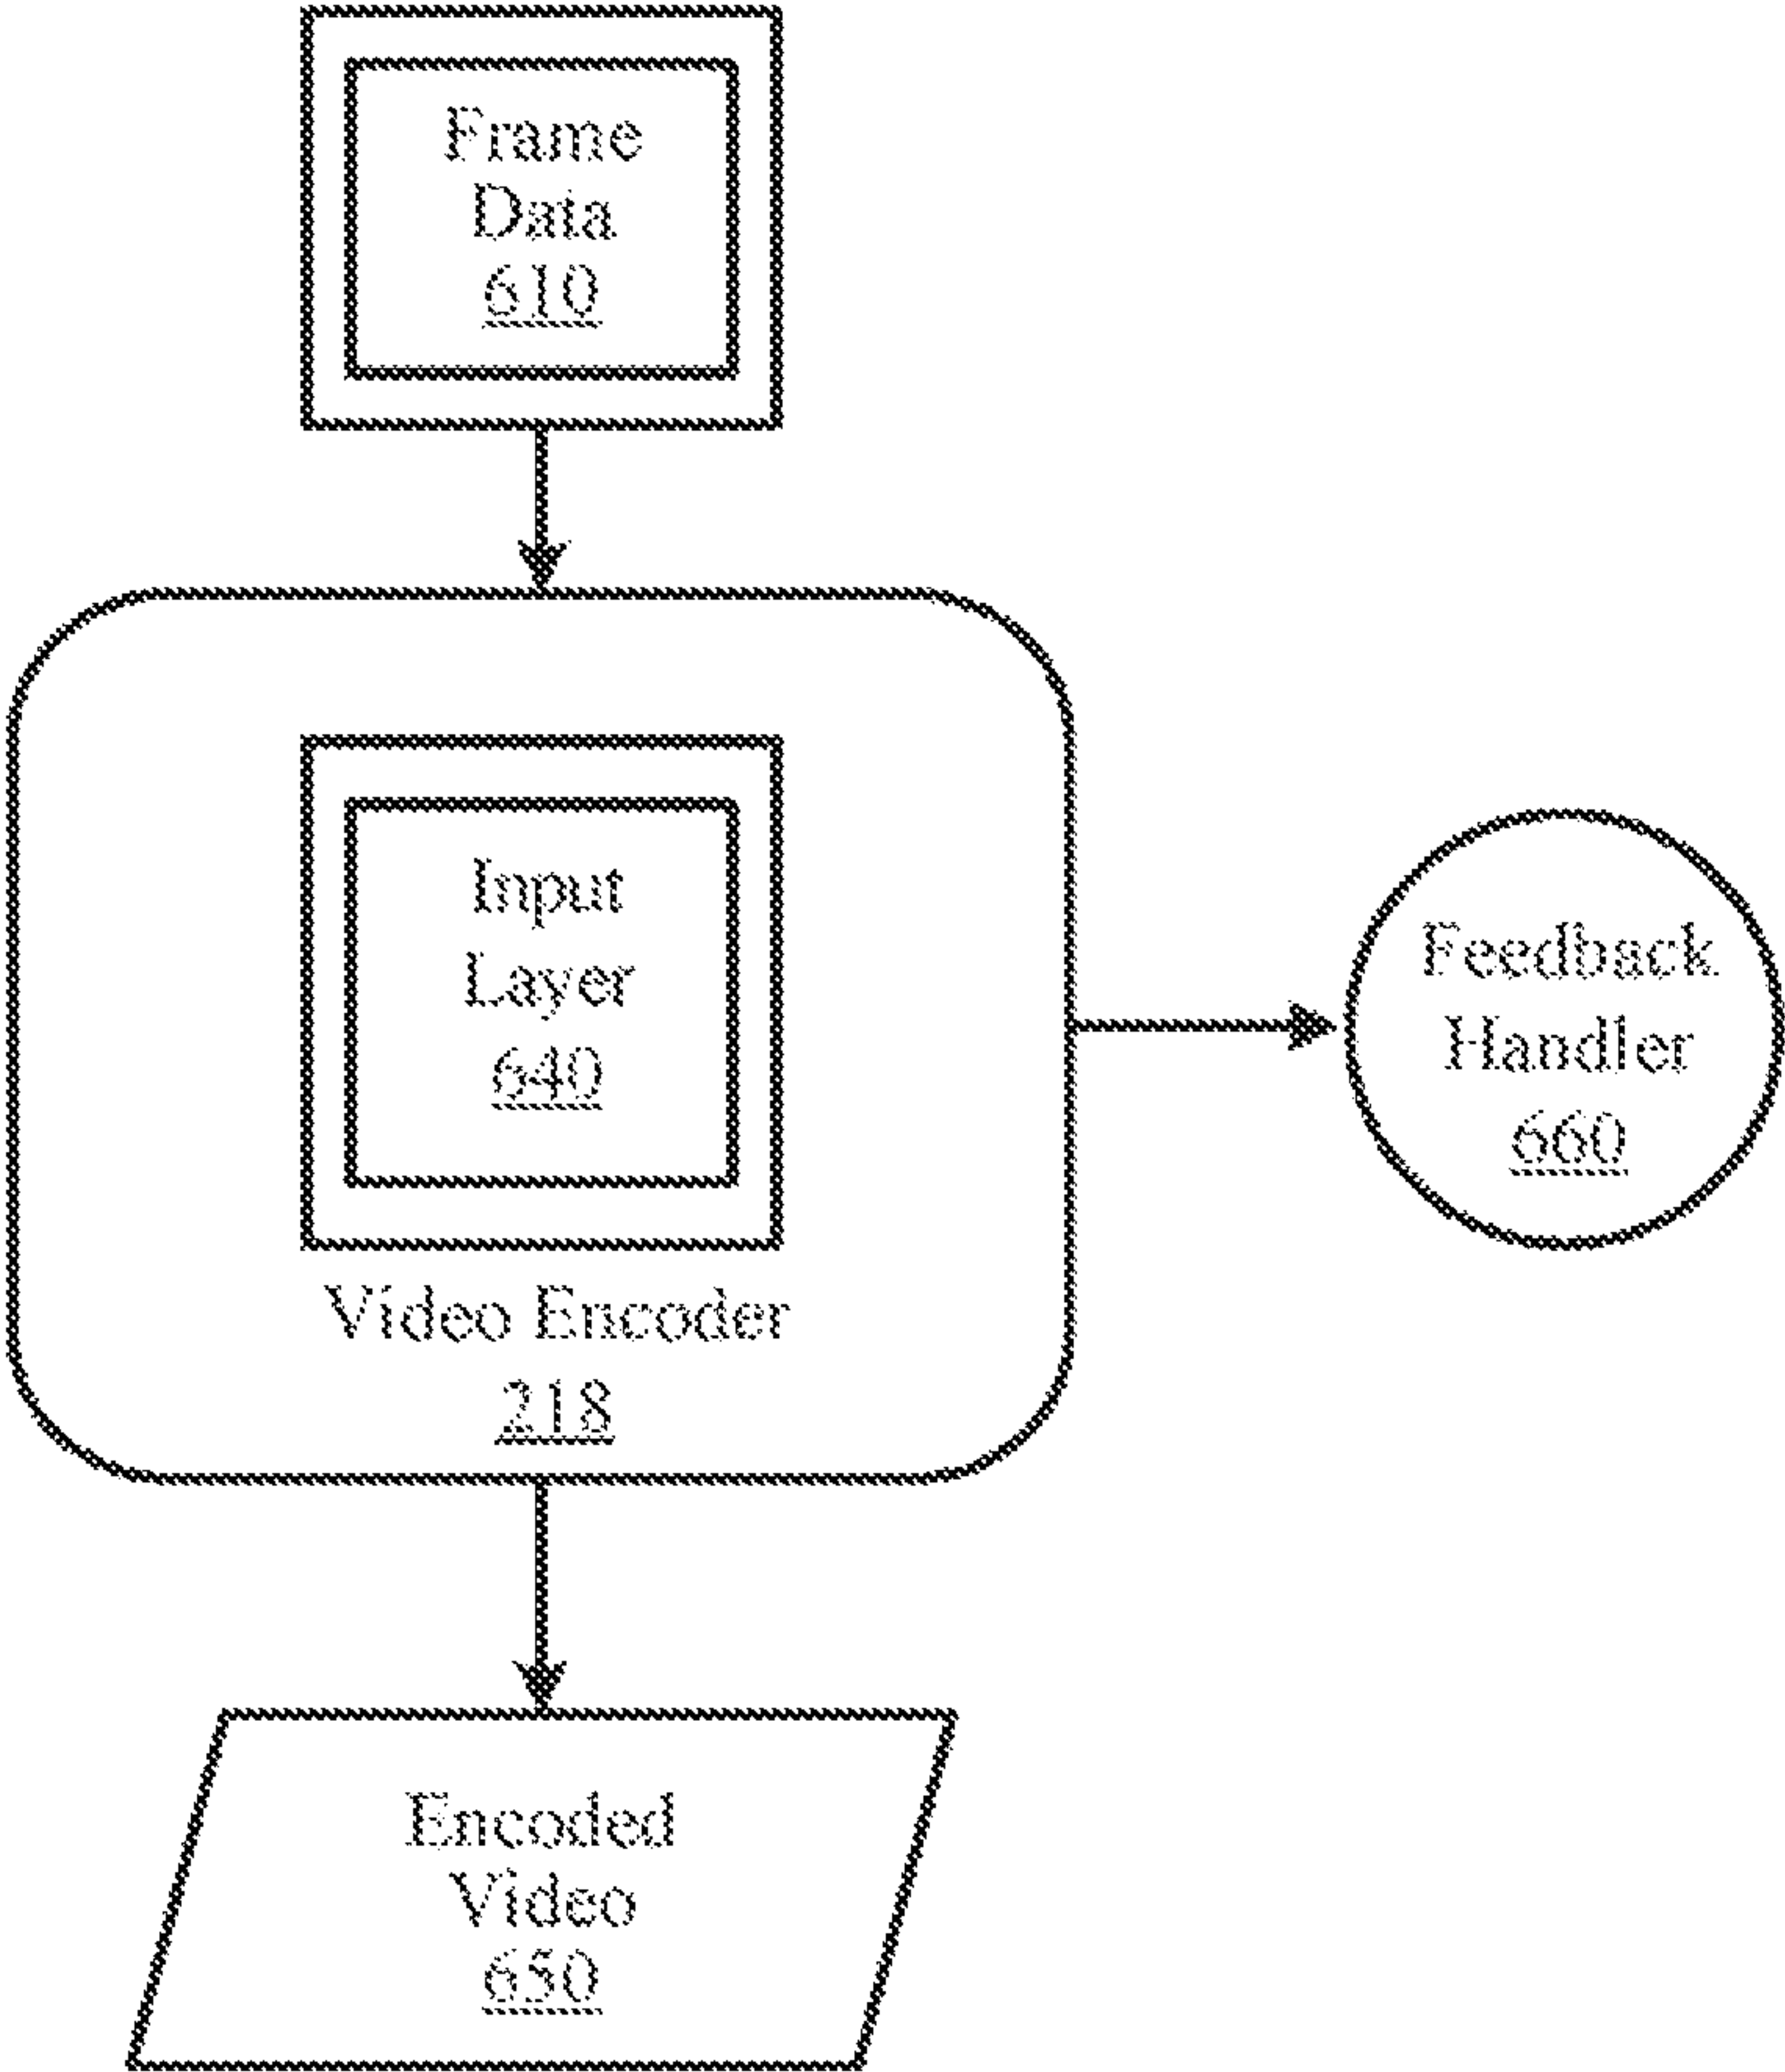 Frame
Data
610
Input
Layer
640
Video Encoder
218
Feedback
Handler
660
Encoded
Video
650